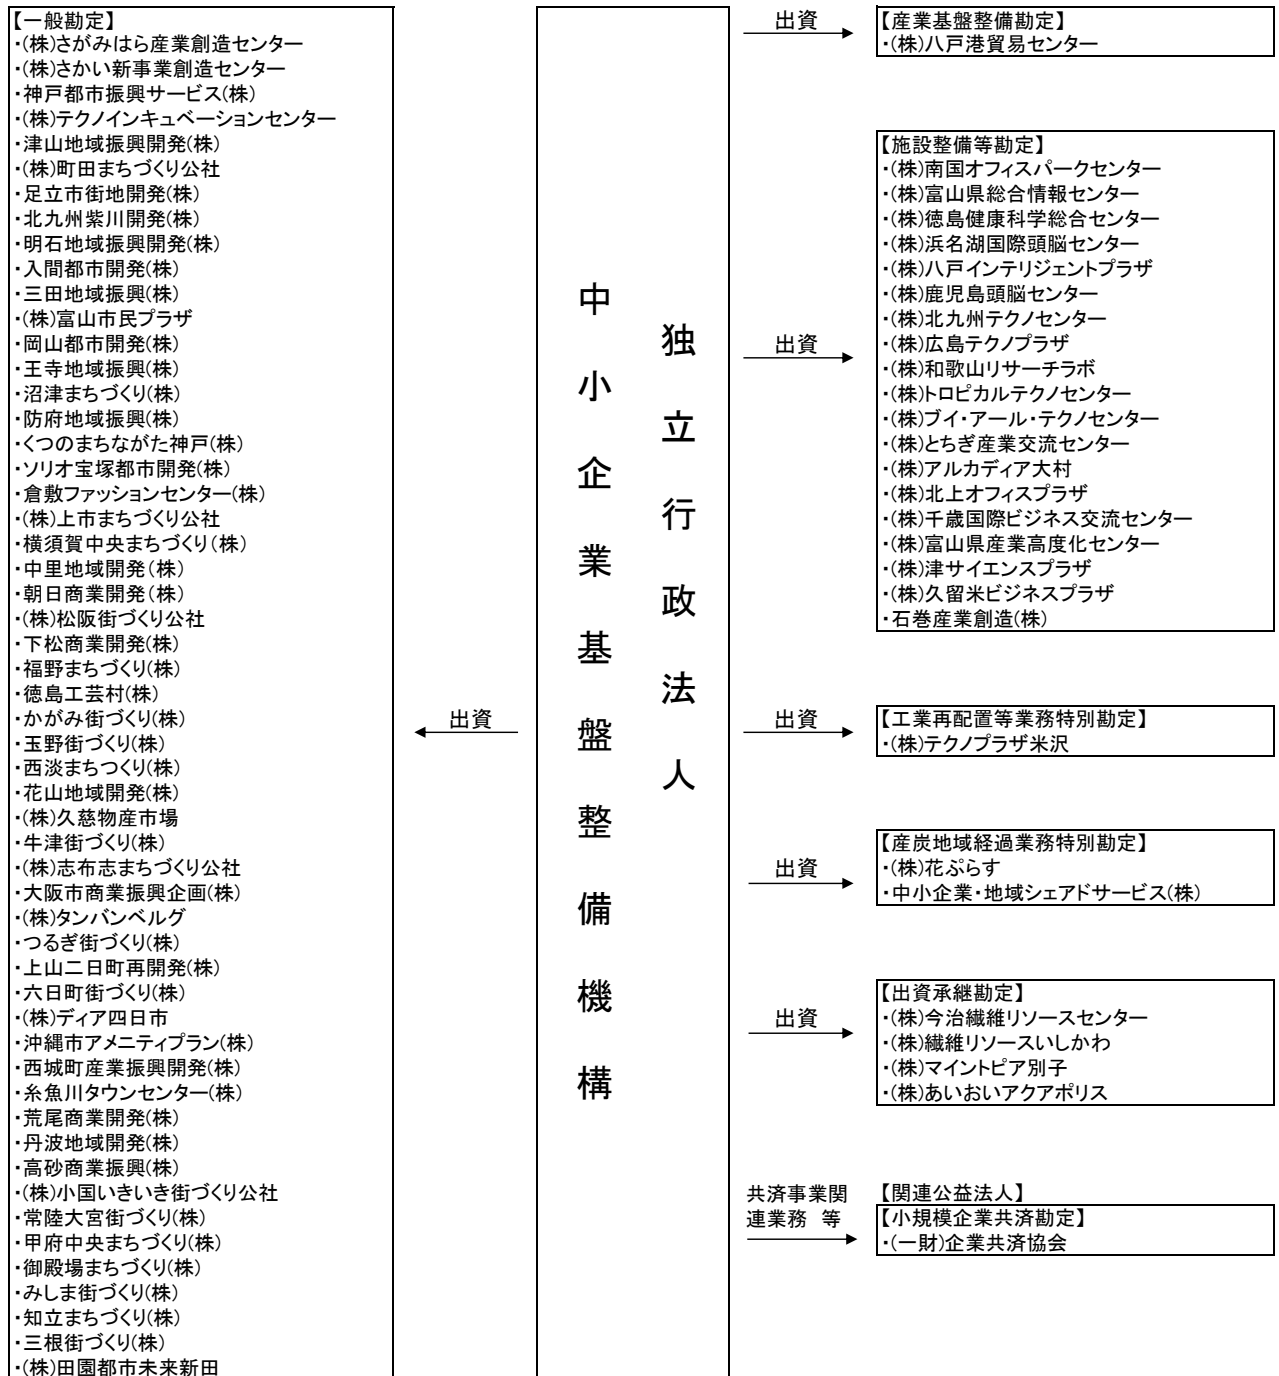 【一般勘定】
・(株)さがみはら産業創造センター
・(株)さかい新事業創造センター
・神戸都市振興サービス(株)
・(株)テクノインキュベーションセンター
・津山地域振興開発(株)
・(株)町田まちづくり公社
・足立市街地開発(株)
・北九州紫川開発(株)
・明石地域振興開発(株)
・入間都市開発(株)
・三田地域振興(株)
・(株)富山市民プラザ
・岡山都市開発(株)
・王寺地域振興(株)
・沼津まちづくり(株)
・防府地域振興(株)
・くつのまちながた神戸(株)
・ソリオ宝塚都市開発(株)
・倉敷ファッションセンター(株)
・(株)上市まちづくり公社
・横須賀中央まちづくり(株)
・中里地域開発(株)
・朝日商業開発(株)
・(株)松阪街づくり公社
・下松商業開発(株)
・福野まちづくり(株)
・徳島工芸村(株)
・かがみ街づくり(株)
・玉野街づくり(株)
・西淡まちつくり(株)
・花山地域開発(株)
・(株)久慈物産市場
・牛津街づくり(株)
・(株)志布志まちづくり公社
・大阪市商業振興企画(株)
・(株)タンバンベルグ
・つるぎ街づくり(株)
・上山二日町再開発(株)
・六日町街づくり(株)
・(株)ディア四日市
・沖縄市アメニティプラン(株)
・西城町産業振興開発(株)
・糸魚川タウンセンター(株)
・荒尾商業開発(株)
・丹波地域開発(株)
・高砂商業振興(株)
・(株)小国いきいき街づくり公社
・常陸大宮街づくり(株)
・甲府中央まちづくり(株)
・御殿場まちづくり(株)
・みしま街づくり(株)
・知立まちづくり(株)
・三根街づくり(株)
・(株)田園都市未来新田
出資
独立行政法人
中小企業基盤整備機構
出資
【産業基盤整備勘定】
・(株)八戸港貿易センター
出資
【施設整備等勘定】
・(株)南国オフィスパークセンター
・(株)富山県総合情報センター
・(株)徳島健康科学総合センター
・(株)浜名湖国際頭脳センター
・(株)八戸インテリジェントプラザ
・(株)鹿児島頭脳センター
・(株)北九州テクノセンター
・(株)広島テクノプラザ
・(株)和歌山リサーチラボ
・(株)トロピカルテクノセンター
・(株)ブイ・アール・テクノセンター
・(株)とちぎ産業交流センター
・(株)アルカディア大村
・(株)北上オフィスプラザ
・(株)千歳国際ビジネス交流センター
・(株)富山県産業高度化センター
・(株)津サイエンスプラザ
・(株)久留米ビジネスプラザ
・石巻産業創造(株)
出資
【工業再配置等業務特別勘定】
・(株)テクノプラザ米沢
出資
【産炭地域経過業務特別勘定】
・(株)花ぷらす
・中小企業・地域シェアドサービス(株)
出資
【出資承継勘定】
・(株)今治繊維リソースセンター
・(株)繊維リソースいしかわ
・(株)マイントピア別子
・(株)あいおいアクアポリス
共済事業関
連業務 等
【関連公益法人】
【小規模企業共済勘定】
・(一財)企業共済協会